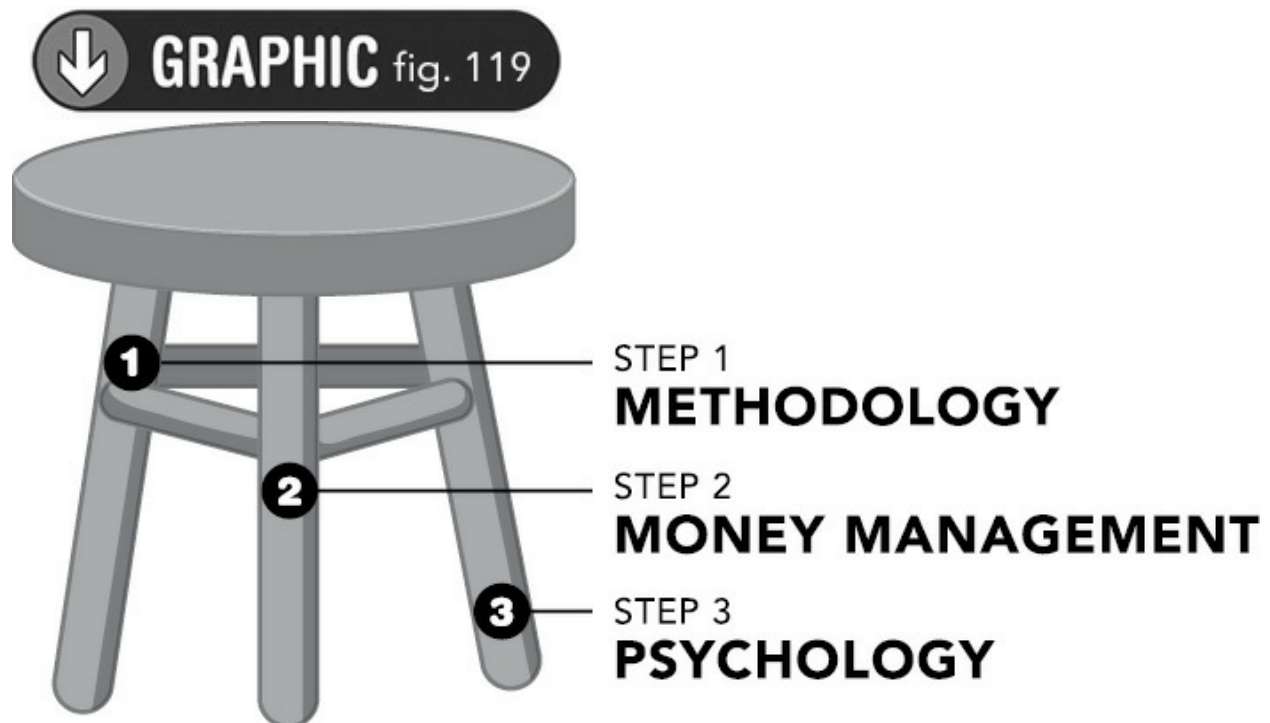 GRAPHIC fig. 119
1
STEP 1
METHODOLOGY
2
STEP 2
MONEY MANAGEMENT
3
STEP 3
PSYCHOLOGY